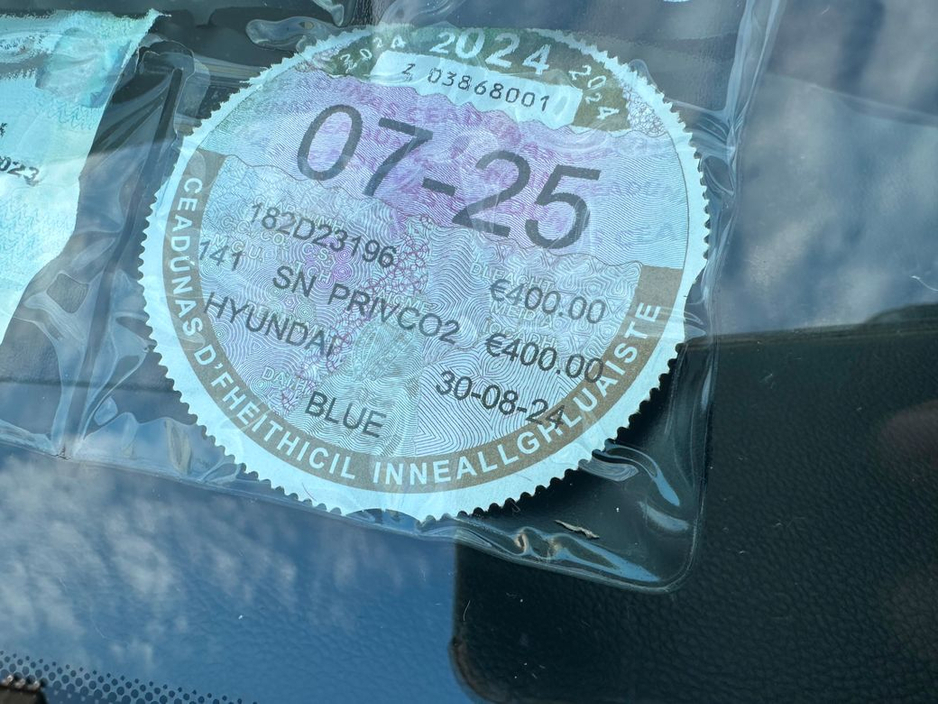 2024 2024 2024
Z 03868001
07-25
182D23196
€400.00
141 SN PRIVCO2
€400.00
HYUNDAI
30-08-24
BLUE
CEADÚNAS D'FHEITHICIL INNEALLGHLUAISTE
023